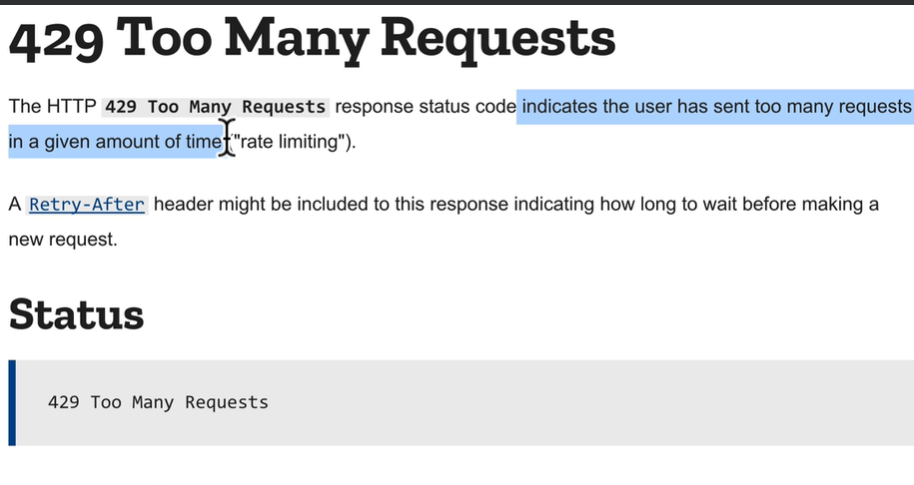 429 Too Many Requests
The HTTP 429 Too Many Requests response status code indicates the user has sent too many requests
in a given amount of time ("rate limiting").
A Retry-After header might be included to this response indicating how long to wait before making a
new request.
Status
429 Too Many Requests